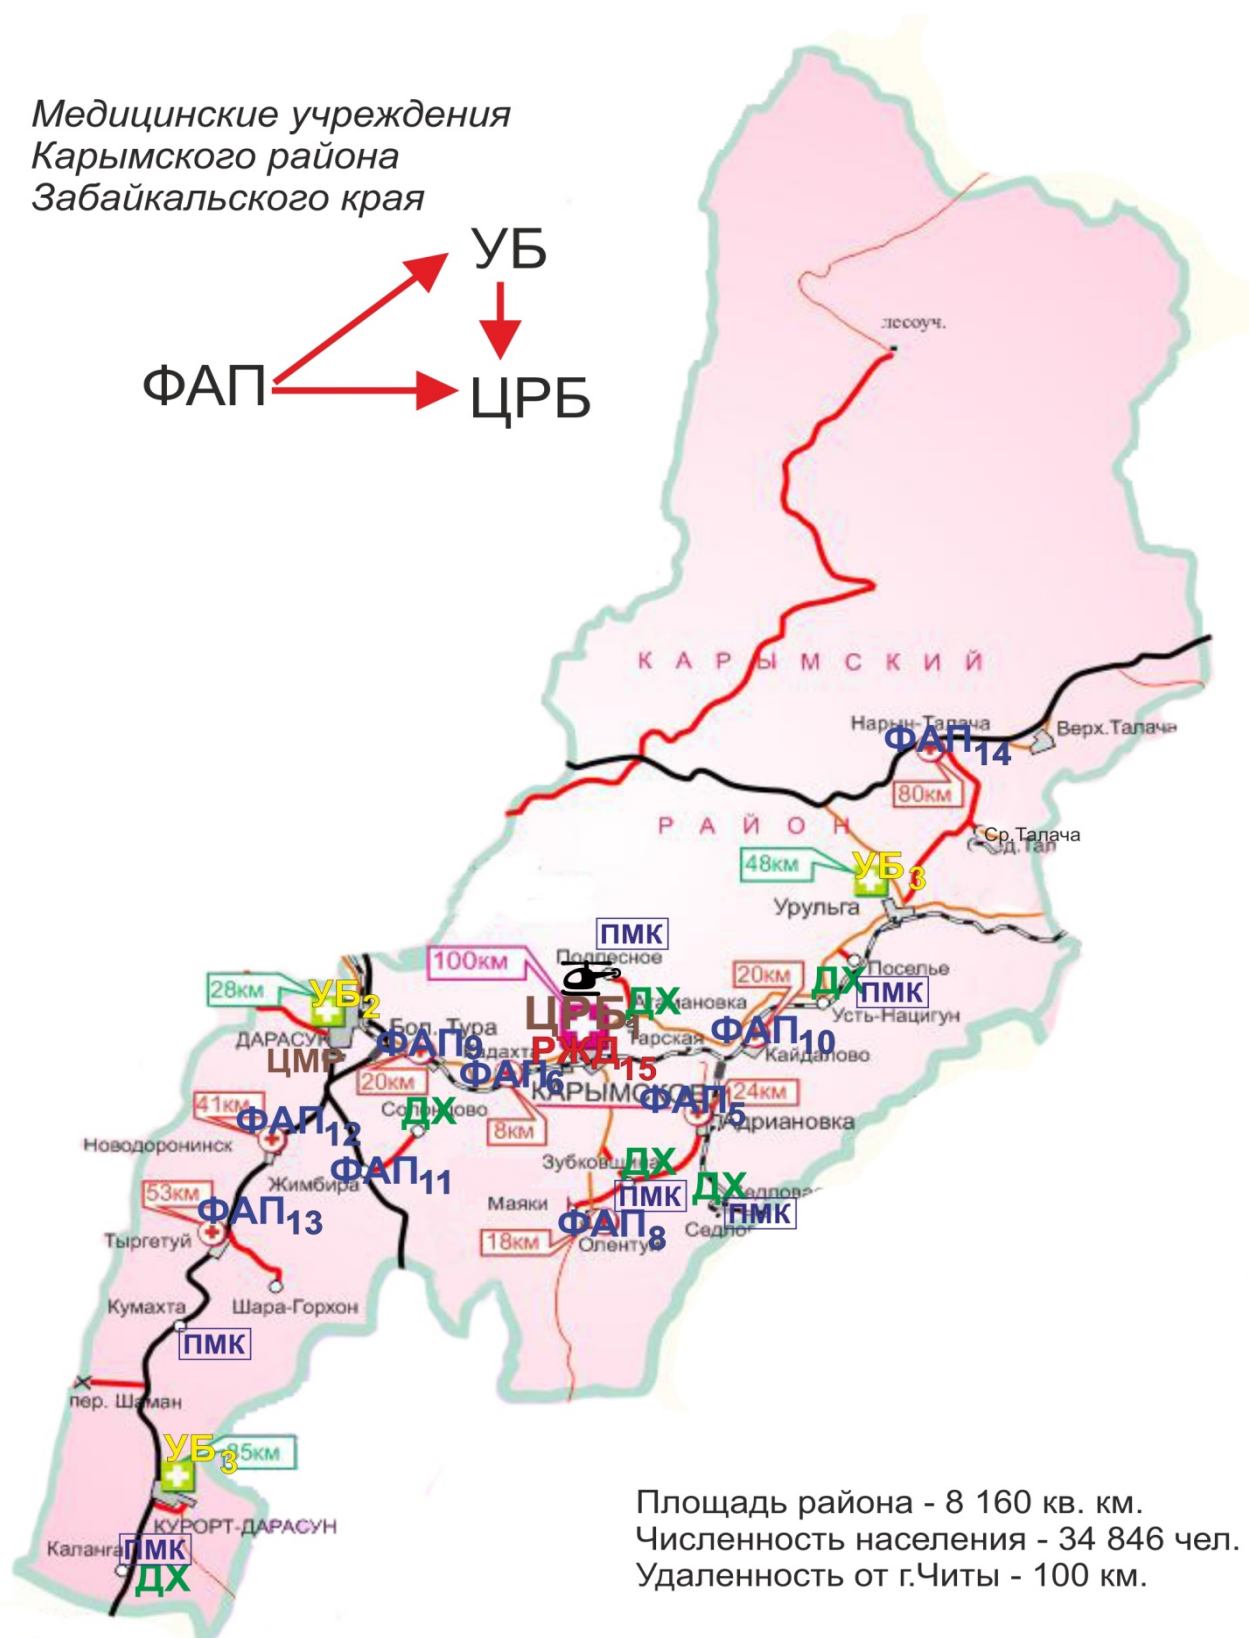 Медицинские учреждения
Карымского района
Забайкальского края
УБ
ФАП
ЦРБ
лесоуч.
КАРЫМСКИЙ
Нарын-Талача
Верх.Талача
ФАП14
80км
РАЙОН
Ср.Талача
48км
УБ3
Урульга
ПМК
Подлесное
100км
20км
Поселье
ДХ
ПМК
28км
УБ2
ДХ
Агамановка
Усть-Нацигун
ЦРБ1
Тарская
ФАП10
ДАРАСУН
Бол. Тура
ФАП9
Кайдалово
ЦМР
РЖД15
20км
ФАП6
КАРЫМСКОЕ
24км
ФАП5
41км
ФАП12
ДХ
8км
Адриановка
Новодоронинск
Зубковщина
ДХ
Жимбира
ФАП11
53км
ПМК
ДХ
Маяки
ФАП13
ПМК
ФАП8
Тыргетуй
18км
Олентуй
Кумахта
Шара-Горхон
ПМК
пер. Шаман
УБ3
85км
КУРОРТ-ДАРАСУН
Каланга
ПМК
ДХ
Площадь района - 8 160 кв. км.
Численность населения - 34 846 чел.
Удаленность от г.Читы - 100 км.